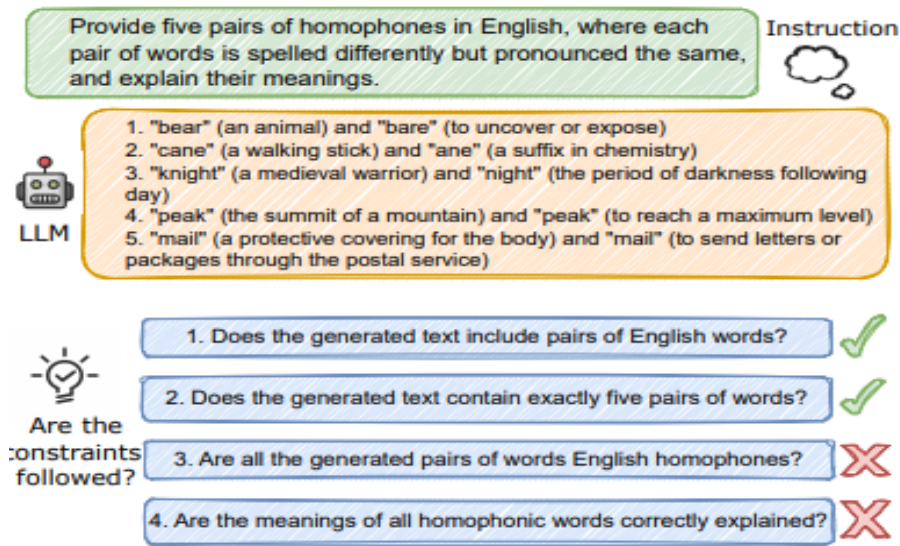 Provide five pairs of homophones in English, where each
pair of words is spelled differently but pronounced the same,
and explain their meanings.
Instruction
1. "bear" (an animal) and "bare" (to uncover or expose)
2. "cane" (a walking stick) and "ane" (a suffix in chemistry)
3. "knight" (a medieval warrior) and "night" (the period of darkness following
day)
4. "peak" (the summit of a mountain) and "peak" (to reach a maximum level)
5. "mail" (a protective covering for the body) and "mail" (to send letters or
packages through the postal service)
LLM
Are the
constraints
followed?
1. Does the generated text include pairs of English words?
2. Does the generated text contain exactly five pairs of words?
3. Are all the generated pairs of words English homophones?
4. Are the meanings of all homophonic words correctly explained?